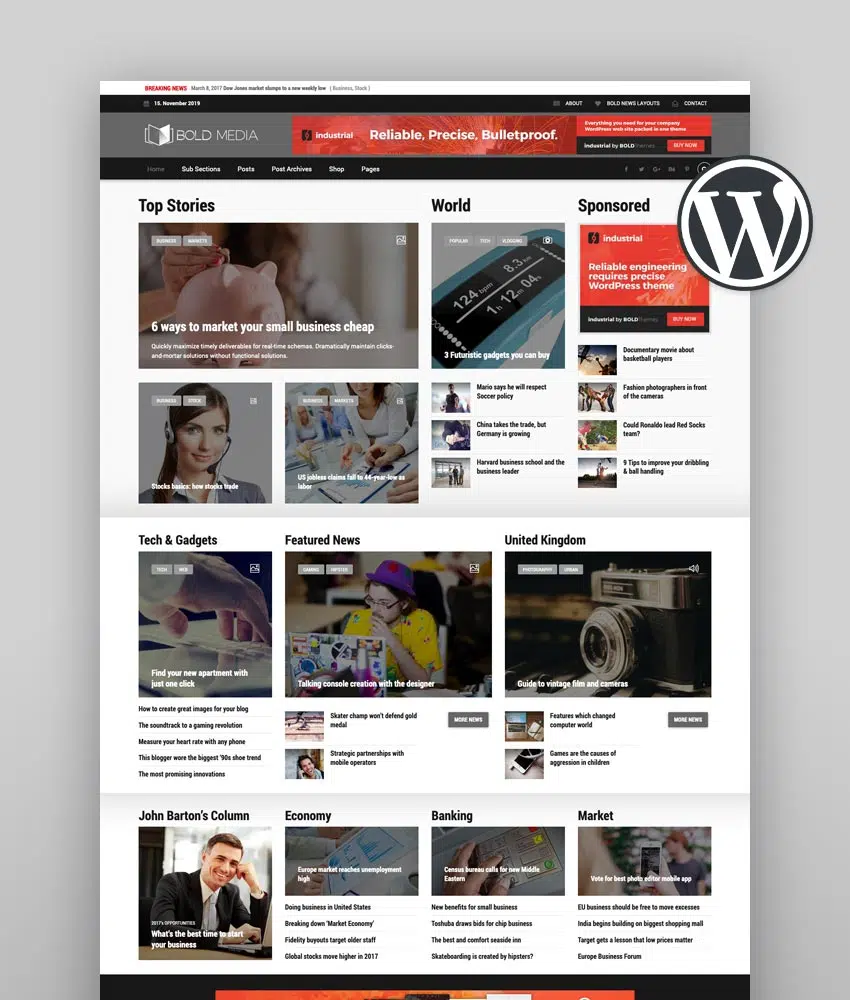 BREAKING NEWS March 8, 2017 Dow Jones market slumps to a new weekly low ( Business, Stock )
15. November 2019
ABOUT
BOLD NEWS LAYOUTS
CONTACT
BOLD MEDIA
industrial
Reliable, Precise, Bulletproof.
Everything you need for your company
WordPress web site packed in one theme
industrial by BOLDThemes
BUY NOW
Home
Sub Sections
Posts
Post Archives
Shop
Pages
Top Stories
BUSINESS
MARKETS
6 ways to market your small business cheap
Quickly maximize timely deliverables for real-time schemas. Dramatically maintain clicks-
and-mortar solutions without functional solutions.
BUSINESS
STOCK
Stocks basics: how stocks trade
BUSINESS
MARKETS
US jobless claims fall to 44-year-low as
labor
World
POPULAR
TECH
VLOGGING
124 bpm
8.3 km
1h 12m 04s
3 Futuristic gadgets you can buy
Mario says he will respect
Soccer policy
China takes the trade, but
Germany is growing
Harvard business school and the
business leader
Sponsored
industrial
Reliable engineering
requires precise
WordPress theme
industrial by BOLDThemes
BUY NOW
Documentary movie about
basketball players
Fashion photographers in front
of the cameras
Could Ronaldo lead Red Socks
team?
9 Tips to improve your dribbling
& ball handling
W
Tech & Gadgets
TECH
WEB
Find your new apartment with
just one click
How to create great images for your blog
The soundtrack to a gaming revolution
Measure your heart rate with any phone
This blogger wore the biggest '90s shoe trend
The most promising innovations
Featured News
GAMING
HIPSTER
Talking console creation with the designer
Skater champ won't defend gold
medal
MORE NEWS
Strategic partnerships with
mobile operators
United Kingdom
PHOTOGRAPHY
URBAN
Guide to vintage film and cameras
Features which changed
computer world
MORE NEWS
Games are the causes of
aggression in children
John Barton's Column
2017's OPPORTUNITIES
What's the best time to start
your business
Economy
Europe market reaches unemployment
high
Doing business in United States
Breaking down 'Market Economy'
Fidelity buyouts target older staff
Global stocks move higher in 2017
Banking
Census bureau calls for new Middle
Eastern
New benefits for small business
Toshuba draws bids for chip business
The best and comfort seaside inn
Skateboarding is created by hipsters?
Market
Vote for best photo editor mobile app
EU business should be free to move excesses
India begins building on biggest shopping mall
Target gets a lesson that low prices matter
Europe Business Forum